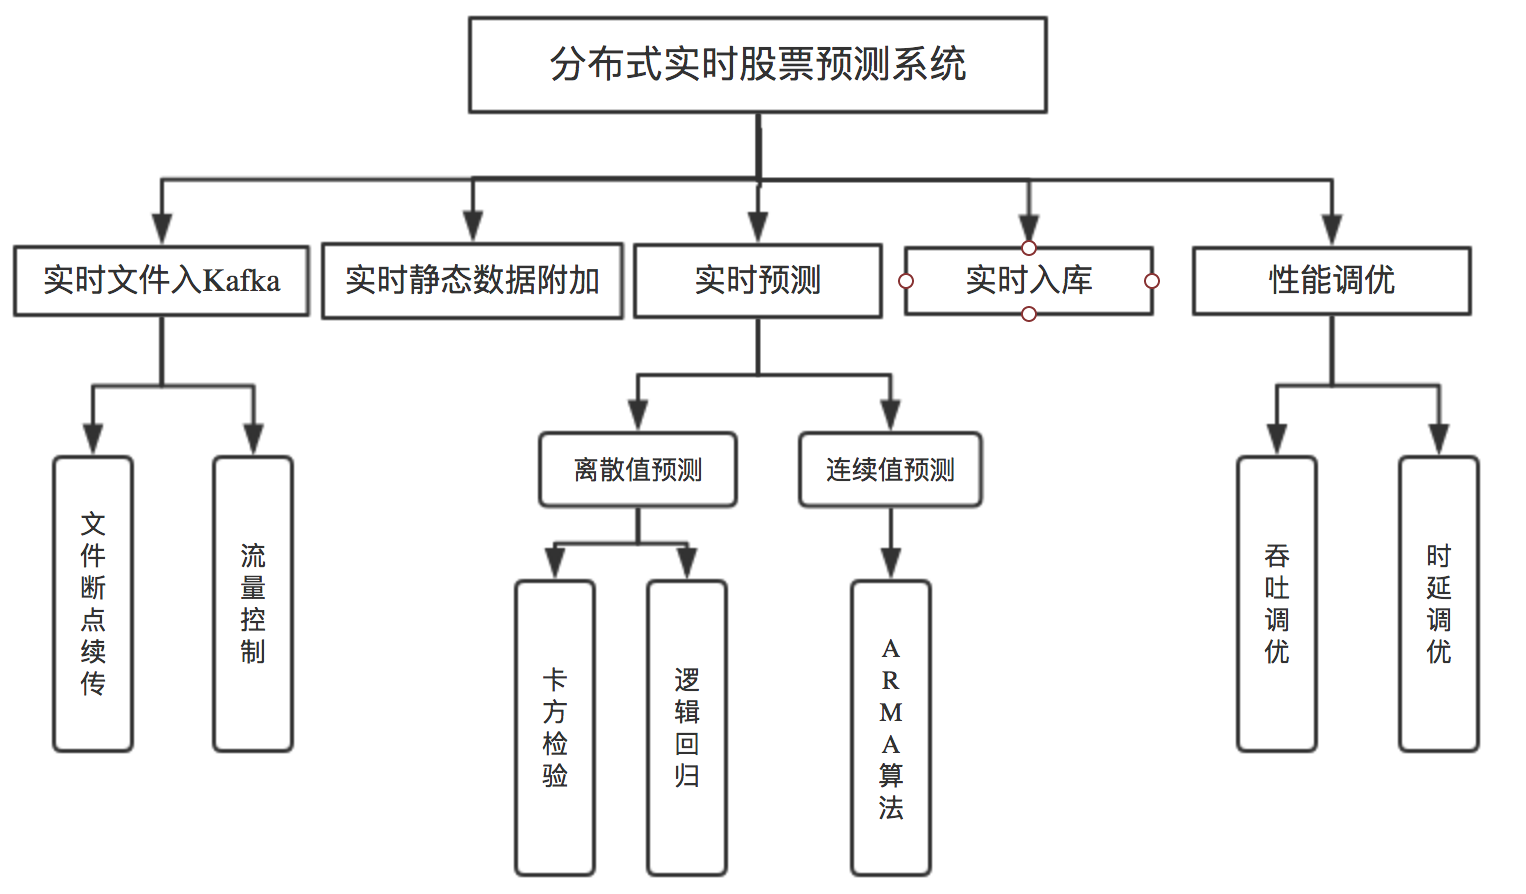 分布式实时股票预测系统
实时文件入Kafka
实时静态数据附加
实时预测
实时入库
性能调优
离散值预测
连续值预测
文件断点续传
流量控制
卡方检验
逻辑回归
ARMA算法
吞吐调优
时延调优